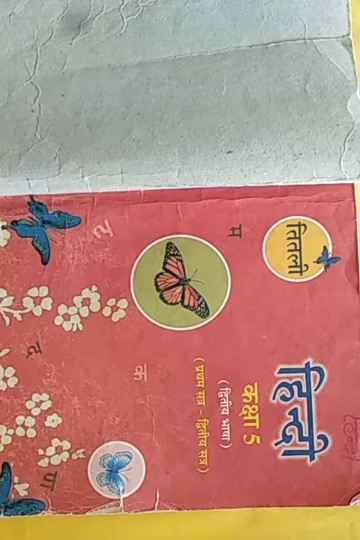 तितली
हिन्दी
कक्षा 5
( द्वितीय भाषा )
( प्रथम सत्र - द्वितीय सत्र )
म
क
ण